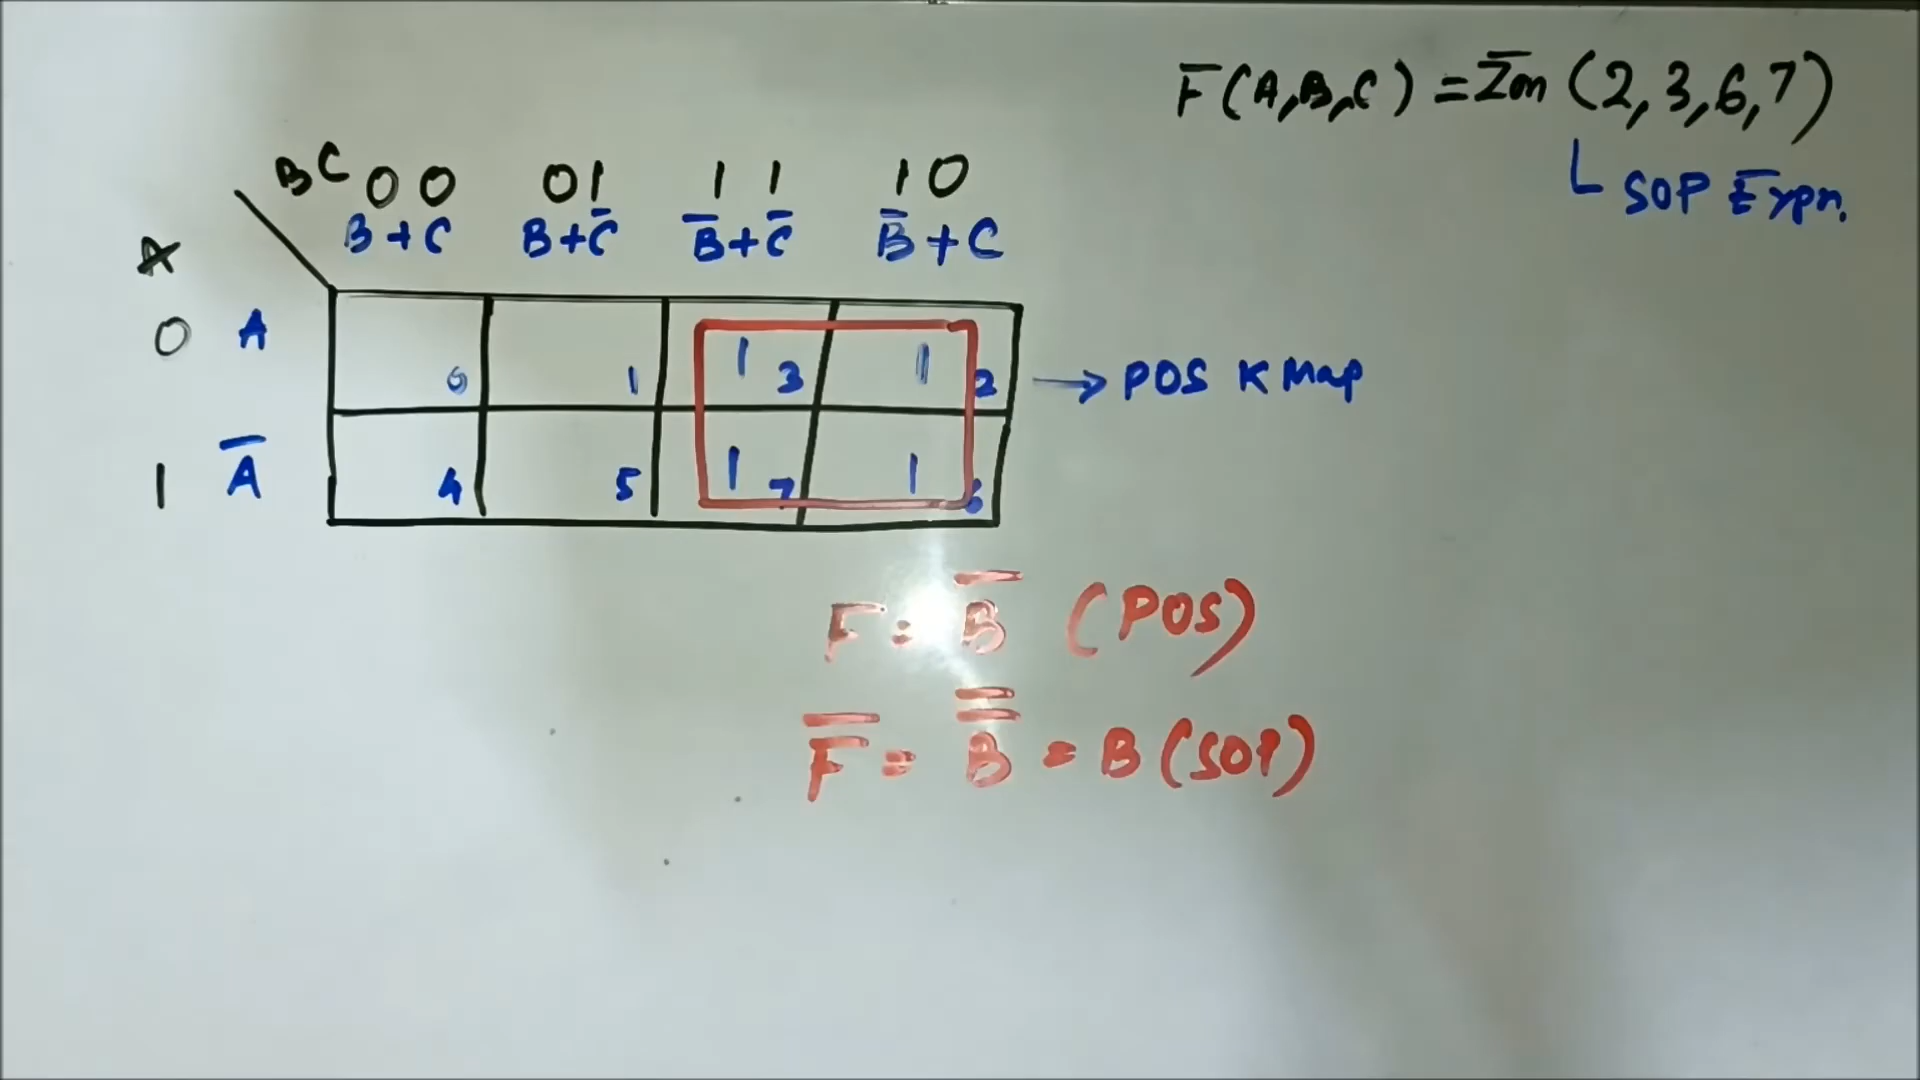 F(A,B,C) = Σm (2,3,6,7)
SOP Expn.
BC 00 01 11 10
B+C B+C̅ B̅+C̅ B̅+C
A
0 A 0 1 1 3 1 2 → POS K Map
1 A̅ 4 5 1 7 1 6
F = B̅ (POS)
F̅ = B̿ = B (SOP)